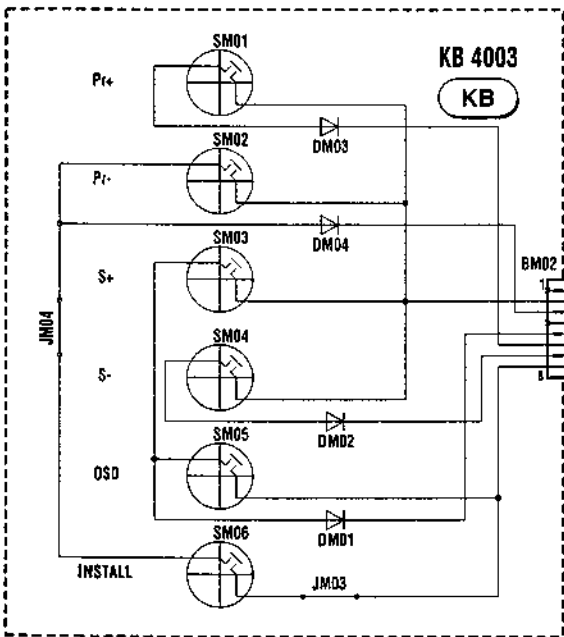 SM01
KB 4003
Pr+
KB
DM03
SM02
Pr-
DM04
SM03
BM02
S+
1
JM04
SM04
S-
8
DM02
SM05
OSD
DM01
SM06
INSTALL
JM03